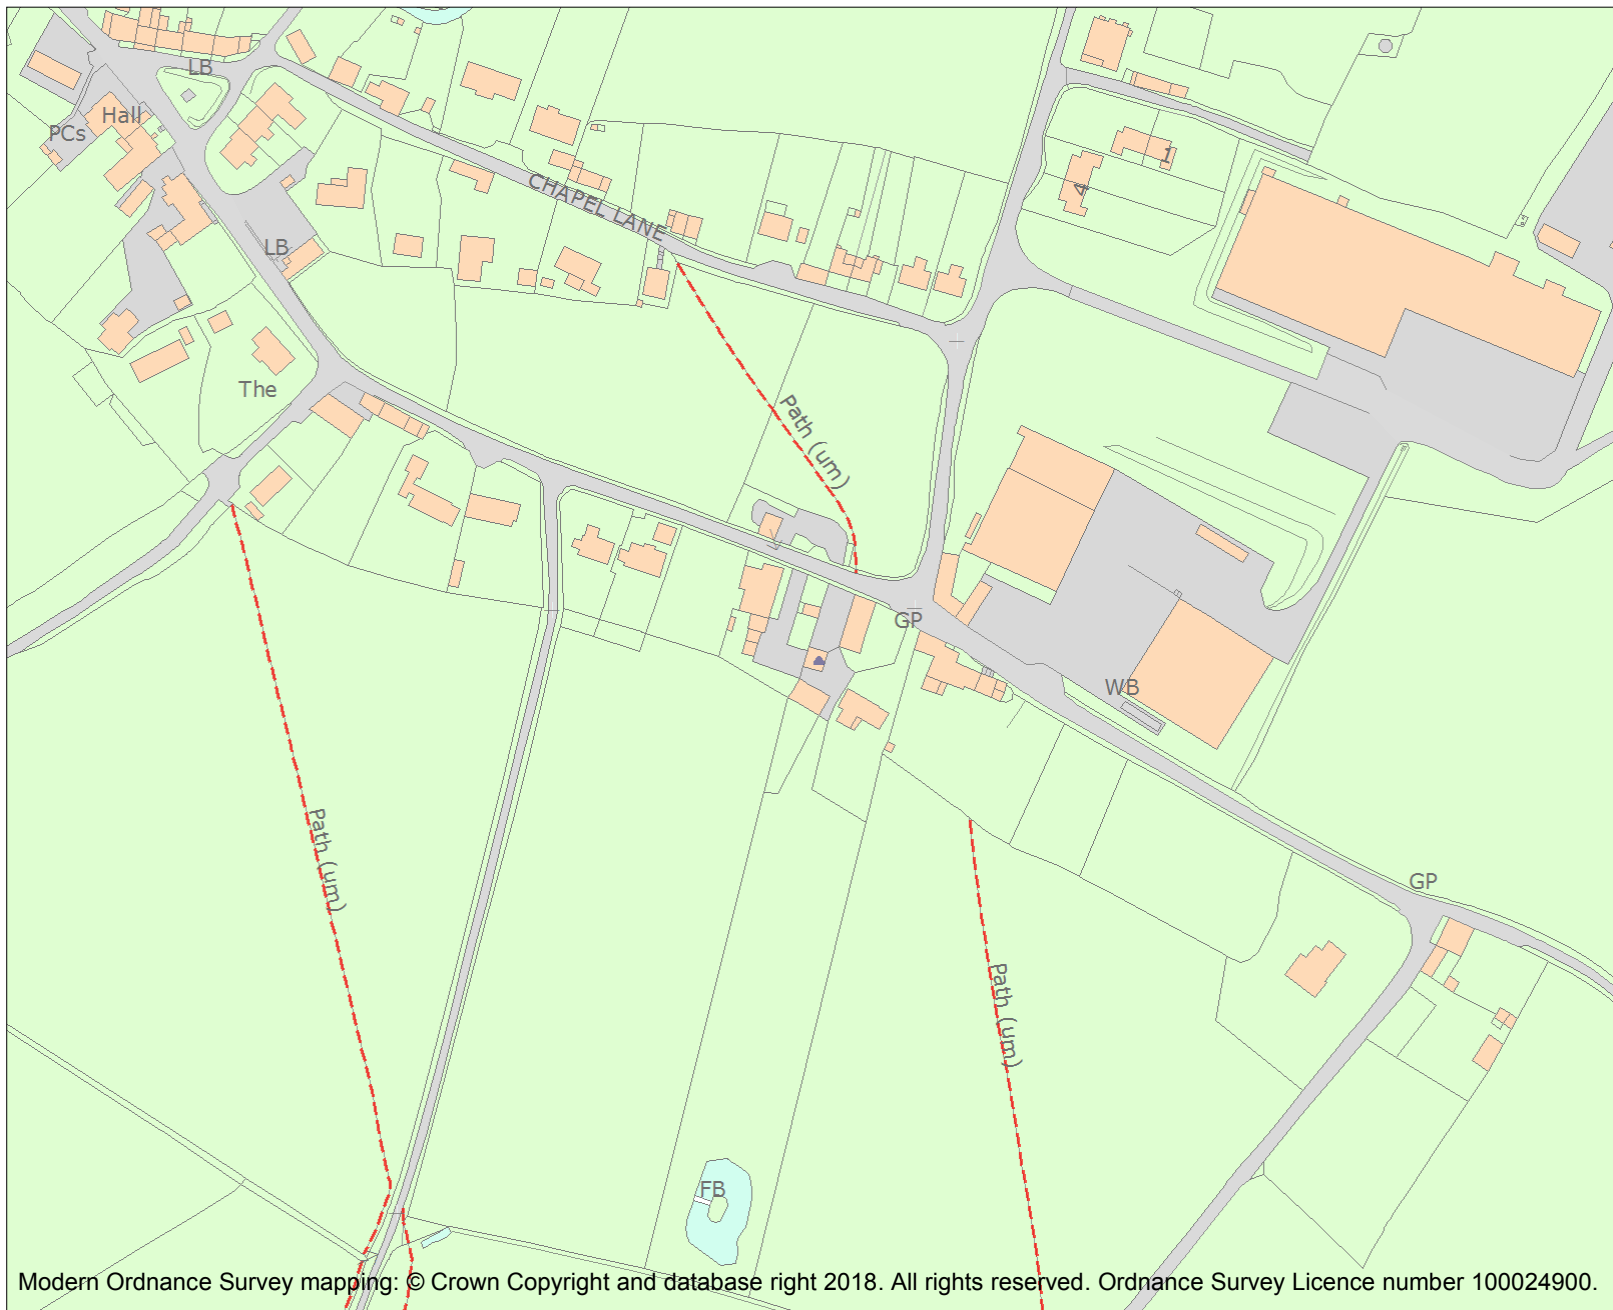 LB
Hall
PCs
1
4
CHAPEL LANE
LB
The
Path (um)
GP
WB
Path (um)
GP
Path (um)
FB
Modern Ordnance Survey mapping: © Crown Copyright and database right 2018. All rights reserved. Ordnance Survey Licence number 100024900.